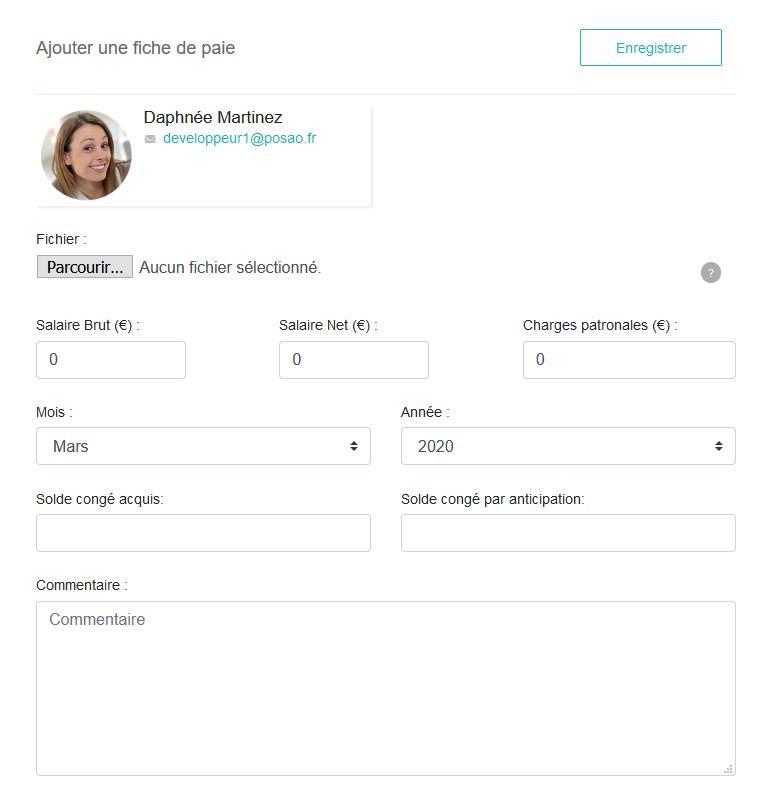 Ajouter une fiche de paie
Enregistrer
Daphnée Martinez
developpeur1@posao.fr
Fichier :
Parcourir... Aucun fichier sélectionné.
?
Salaire Brut (€) : Salaire Net (€) : Charges patronales (€) :
0 0 0
Mois : Année :
Mars 2020
Solde congé acquis: Solde congé par anticipation:
Commentaire :
Commentaire